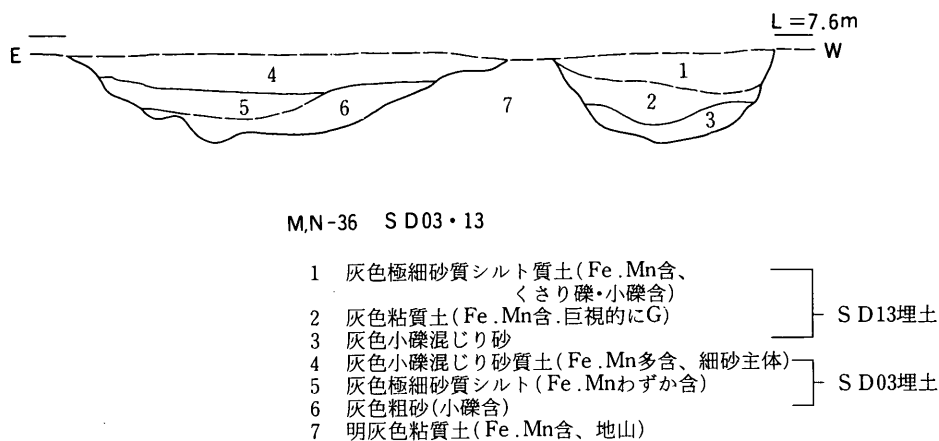 L=7.6m
E
W
4
1
5
6
7
2
3
M,N-36 SD03・13
1 灰色極細砂質シルト質土(Fe.Mn含、
くさり礫・小礫含)
2 灰色粘質土(Fe.Mn含.巨視的にG)
3 灰色小礫混じり砂
SD13埋土
4 灰色小礫混じり砂質土(Fe.Mn多含、細砂主体)
5 灰色極細砂質シルト(Fe.Mnわずか含)
6 灰色粗砂(小礫含)
SD03埋土
7 明灰色粘質土(Fe.Mn含、地山)